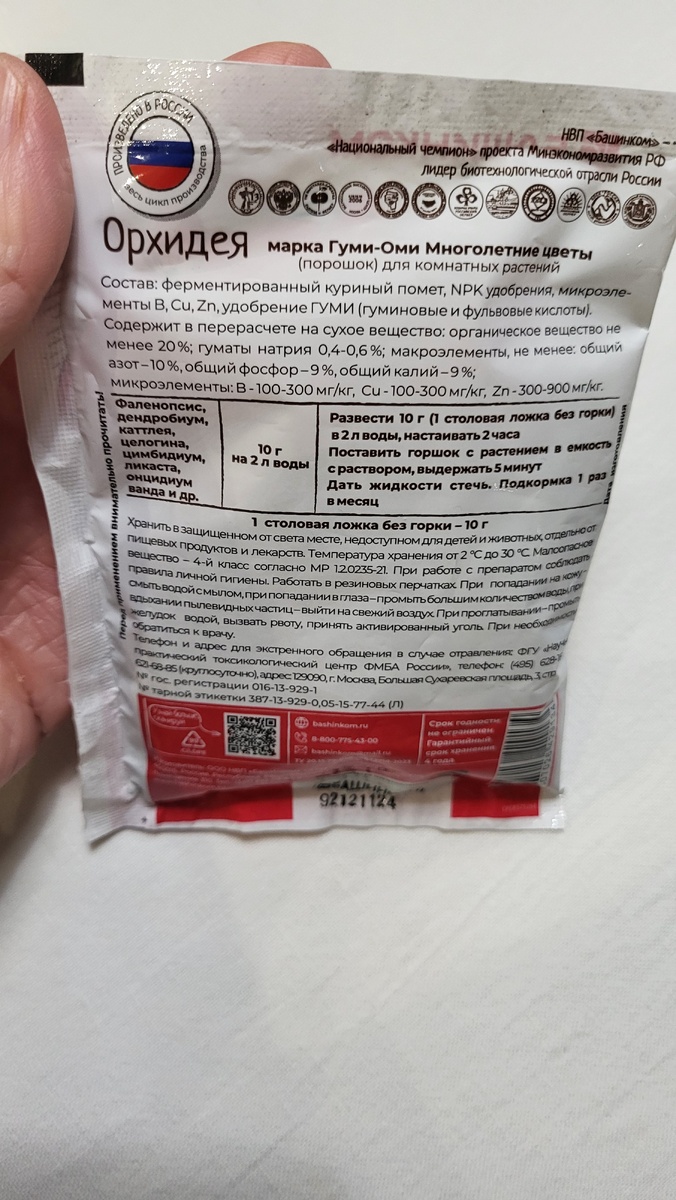 ПРОИЗВЕДЕНО В РОССИИ
весь цикл производства
НВП «Башинком» –
«Национальный чемпион» проекта Минэкономразвития РФ
лидер биотехнологической отрасли России
Орхидея марка Гуми-Оми Многолетние цветы
(порошок) для комнатных растений
Состав: ферментированный куриный помет, NPK удобрения, микроэле-
менты B, Cu, Zn, удобрение ГУМИ (гуминовые и фульвовые кислоты).
Содержит в перерасчете на сухое вещество: органическое вещество не
менее 20%; гуматы натрия 0,4-0,6%; макроэлементы, не менее: общий
азот–10%, общий фосфор–9%, общий калий–9%;
микроэлементы: B-100-300 мг/кг, Cu-100-300 мг/кг, Zn-300-900 мг/кг.
Перед применением внимательно прочитать!
Фаленопсис,
дендробиум,
каттлея,
целогина,
цимбидиум,
ликаста,
онцидиум
ванда и др.
10 г
на 2 л воды
Развести 10 г (1 столовая ложка без горки)
в 2 л воды, настаивать 2 часа
Поставить горшок с растением в емкость
с раствором, выдержать 5 минут
Дать жидкости стечь. Подкормка 1 раз
в месяц
1 столовая ложка без горки – 10 г
Хранить в защищенном от света месте, недоступном для детей и животных, отдельно от
пищевых продуктов и лекарств. Температура хранения от 2 °C до 30 °C. Малоопасное
вещество – 4-й класс согласно МР 1.2.0235-21. При работе с препаратом соблюдать
правила личной гигиены. Работать в резиновых перчатках. При попадании на кожу –
смыть водой с мылом, при попадании в глаза – промыть большим количеством воды, при
вдыхании пылевидных частиц – выйти на свежий воздух. При проглатывании –
желудок водой, вызвать рвоту, принять активированный уголь. При
обратиться к врачу.
Телефон и адрес для экстренного обращения в случае отравления: ФГУ
практический токсикологический центр ФМБА России», телефон: (495) 628-
621-68-85 (круглосуточно), адрес: 129090, г. Москва, Большая Сухаревская площадь, 3, стр.
№ гос. регистрации 016-13-929-1
№ тарной этикетки 387-13-929-0,05-15-77-44 (Л)
bashinkom.ru
8-800-775-43-00
Срок годности:
не ограничен.
Гарантийный
срок хранения:
4 года.
92121124